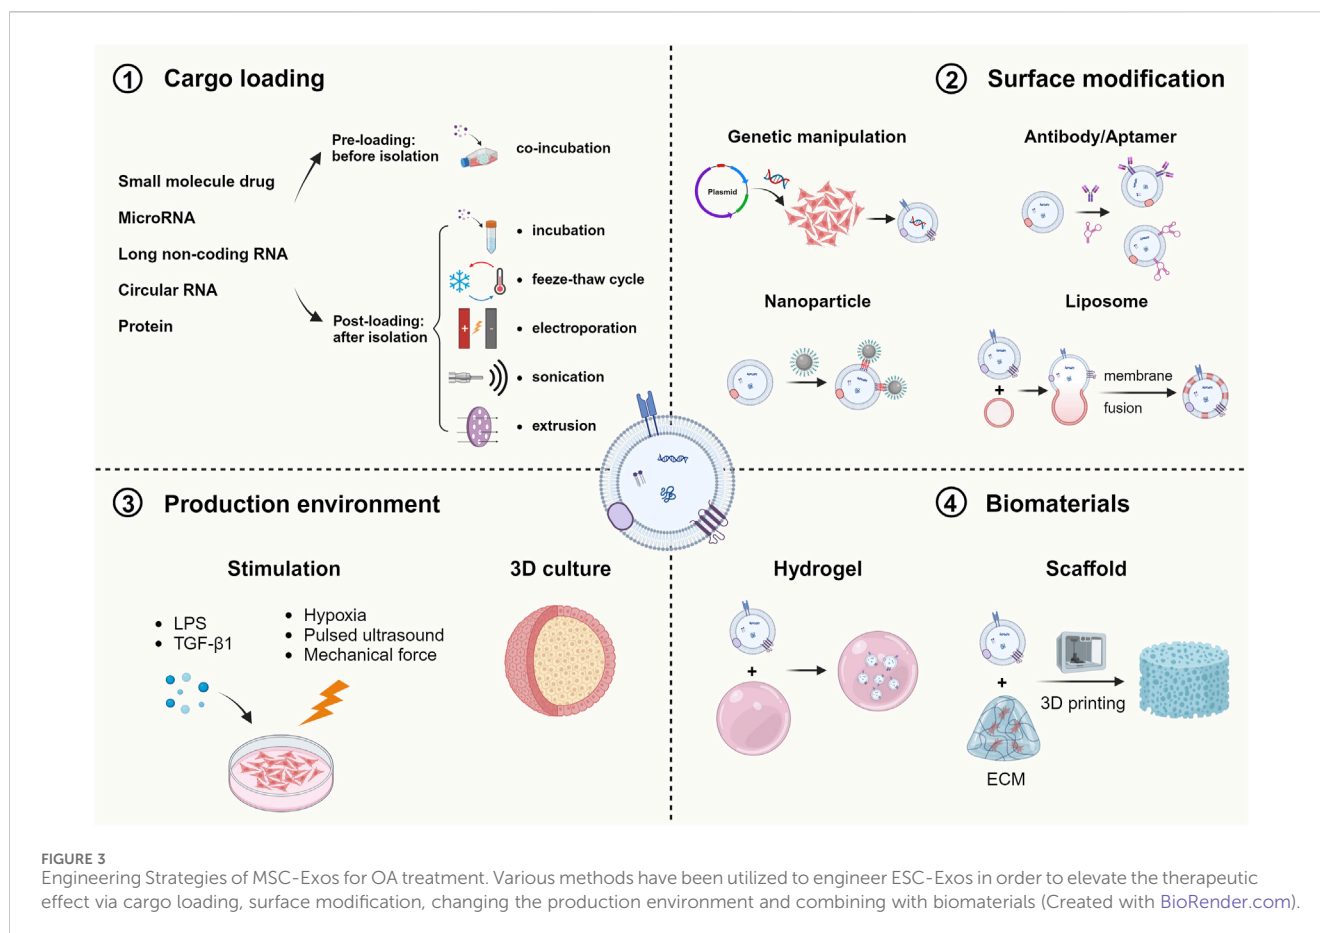 1 Cargo loading
Small molecule drug
MicroRNA
Long non-coding RNA
Circular RNA
Protein
Pre-loading:
before isolation
co-incubation
Post-loading:
after isolation
• incubation
• feeze-thaw cycle
+ -
• electroporation
• sonication
• extrusion
2 Surface modification
Genetic manipulation
Plasmid
Antibody/Aptamer
Nanoparticle
Liposome
+
membrane
fusion
3 Production environment
Stimulation
• LPS
• TGF-β1
• Hypoxia
• Pulsed ultrasound
• Mechanical force
3D culture
4 Biomaterials
Hydrogel
+
Scaffold
+
3D printing
ECM
FIGURE 3
Engineering Strategies of MSC-Exos for OA treatment. Various methods have been utilized to engineer ESC-Exos in order to elevate the therapeutic
effect via cargo loading, surface modification, changing the production environment and combining with biomaterials (Created with BioRender.com).